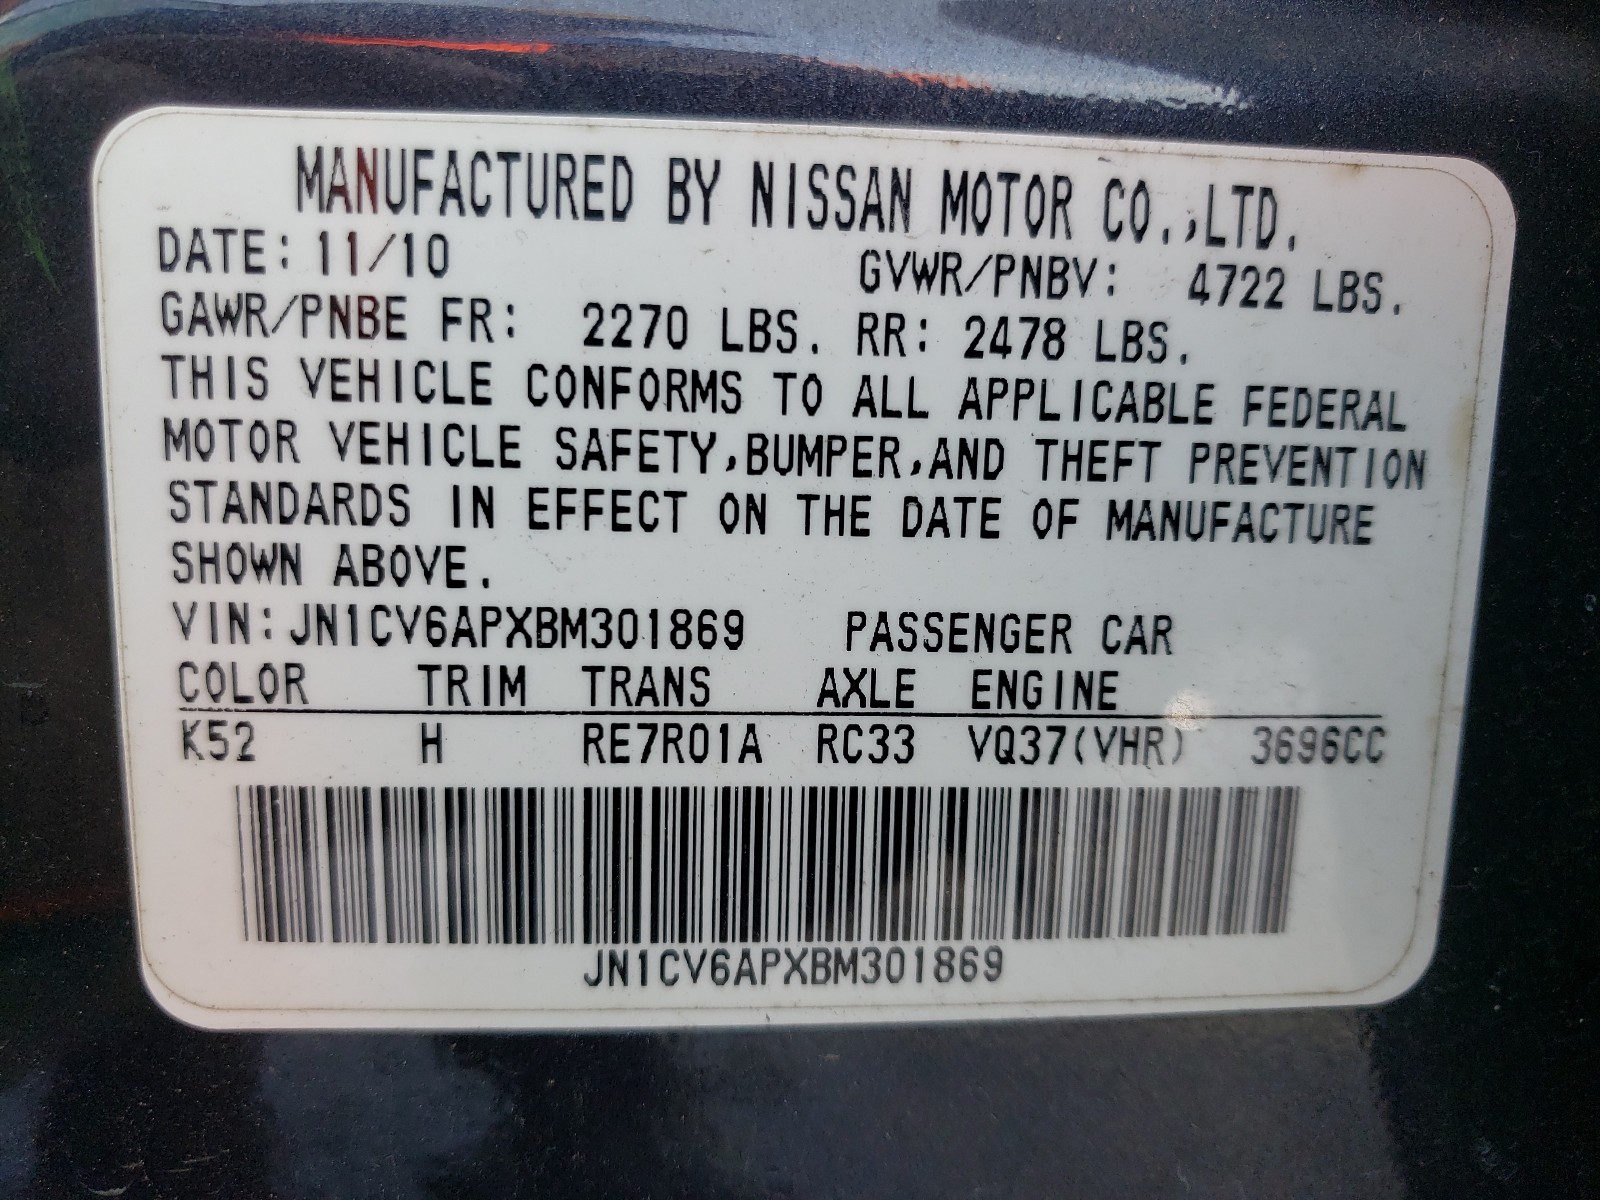 MANUFACTURED BY NISSAN MOTOR CO.,LTD.
DATE: 11/10 GVWR/PNBV: 4722 LBS.
GAWR/PNBE FR: 2270 LBS. RR: 2478 LBS.
THIS VEHICLE CONFORMS TO ALL APPLICABLE FEDERAL
MOTOR VEHICLE SAFETY,BUMPER,AND THEFT PREVENTION
STANDARDS IN EFFECT ON THE DATE OF MANUFACTURE
SHOWN ABOVE.
VIN:JN1CV6APXBM301869 PASSENGER CAR
COLOR TRIM TRANS AXLE ENGINE
K52 H RE7R01A RC33 VQ37(VHR) 3696CC
JN1CV6APXBM301869